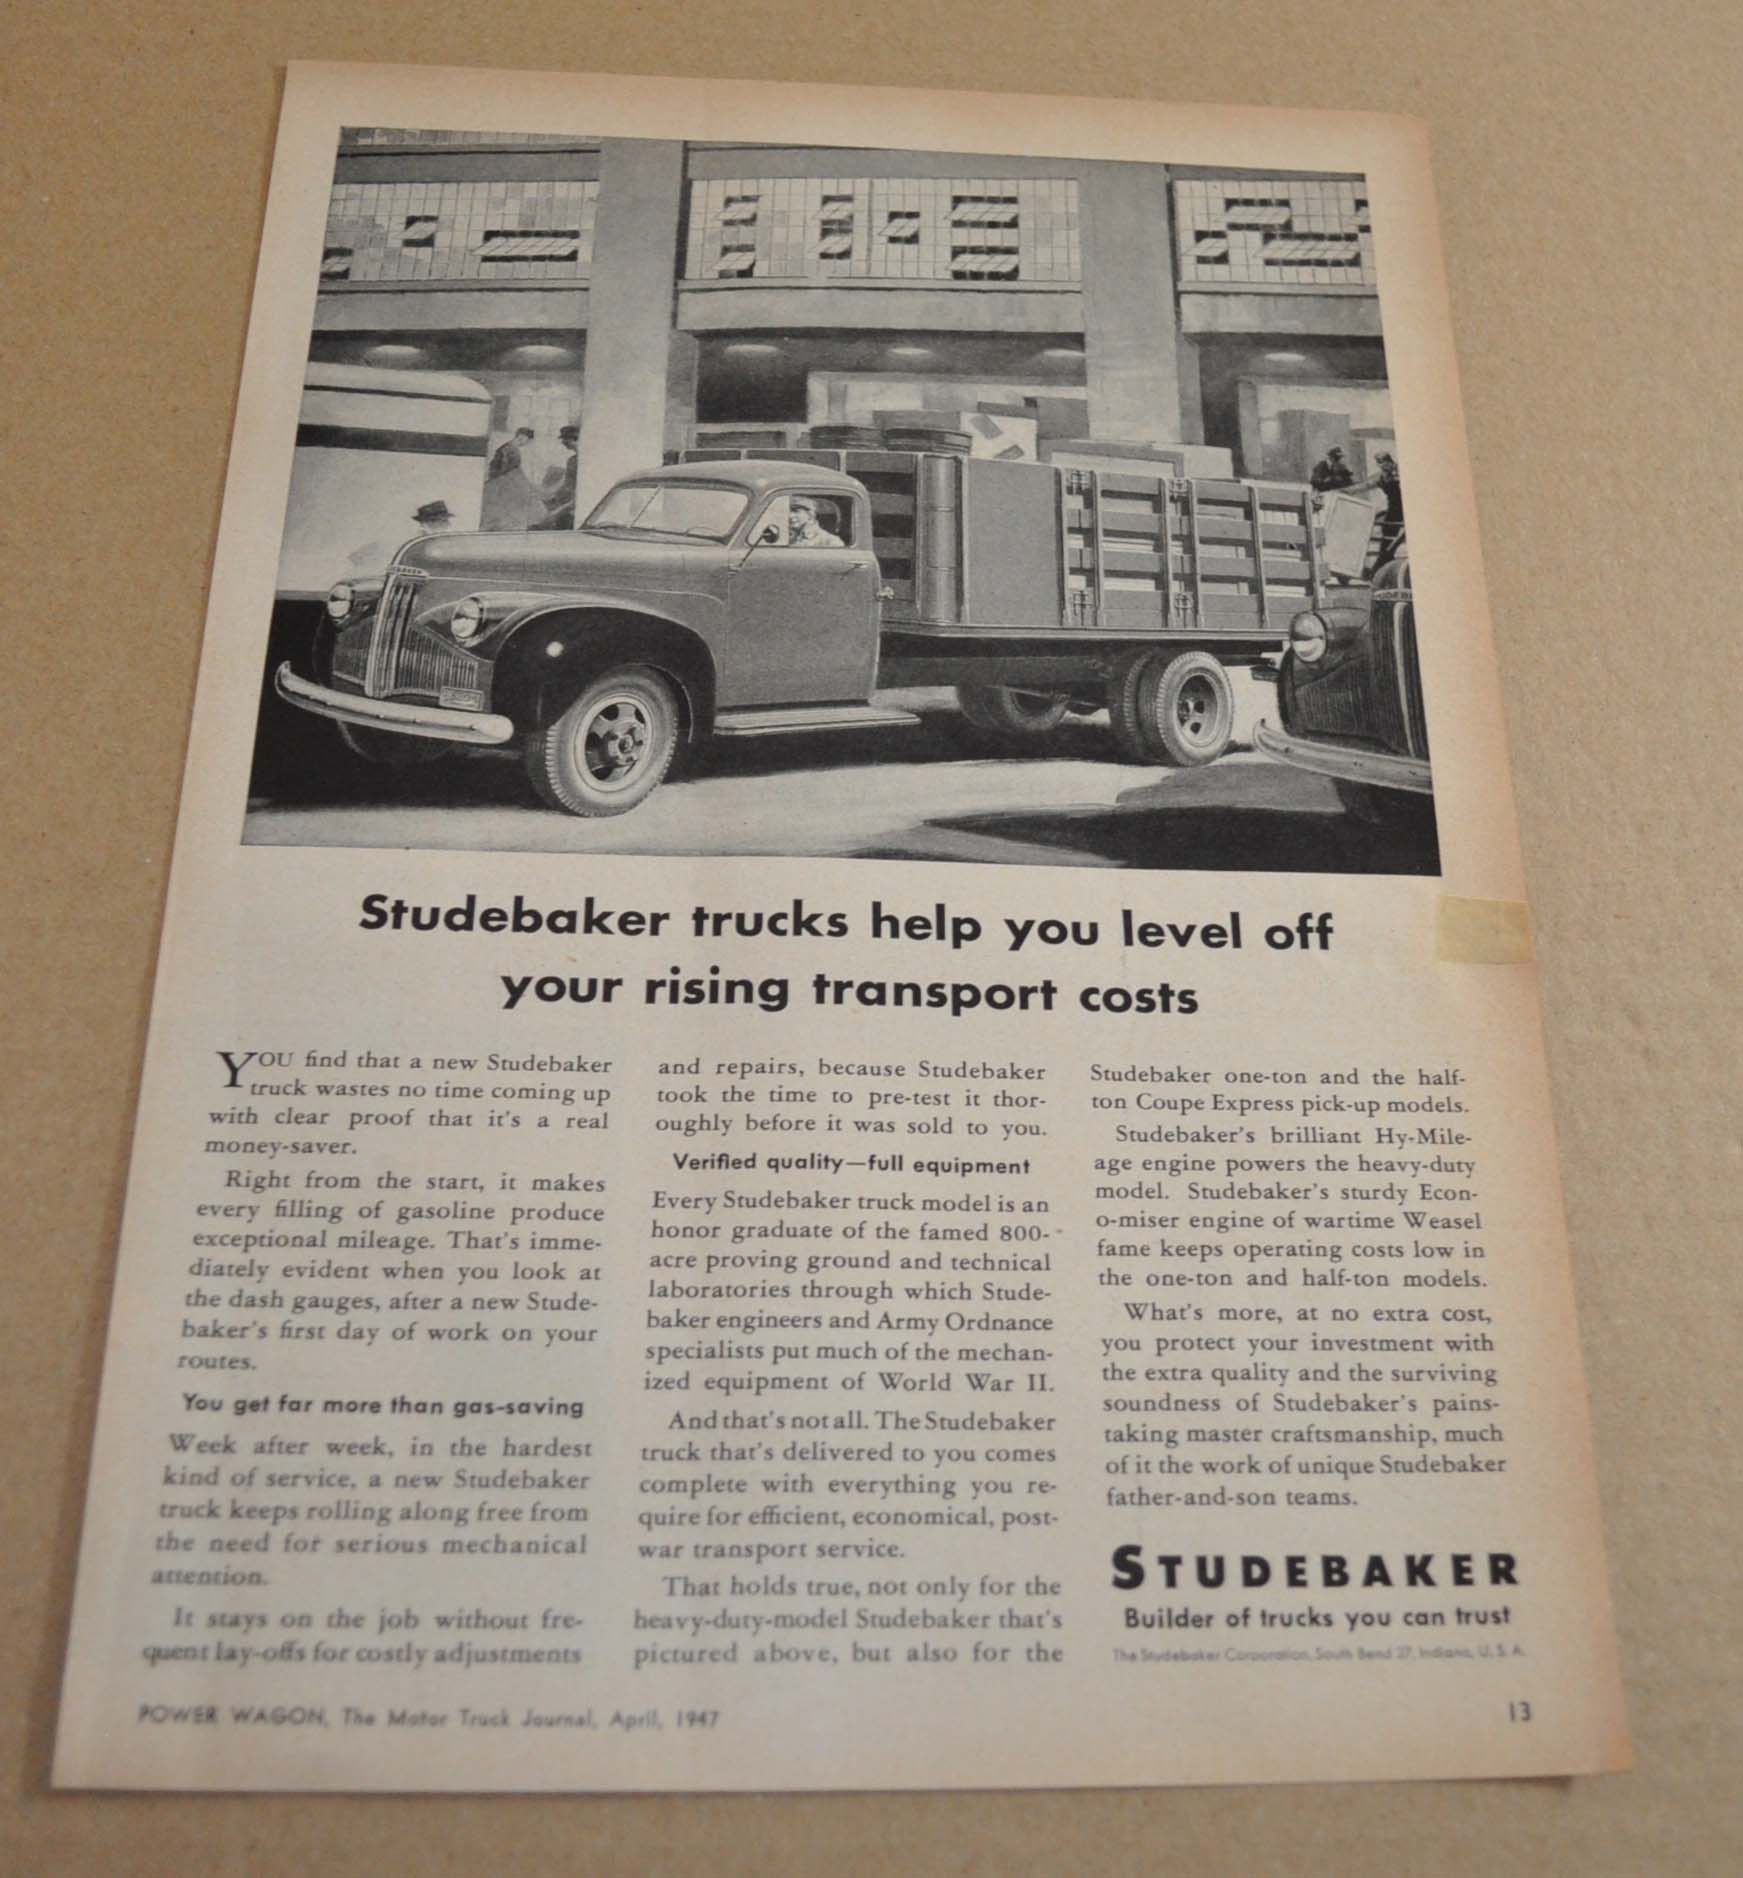 Studebaker trucks help you level off
your rising transport costs
YOU find that a new Studebaker
truck wastes no time coming up
with clear proof that it's a real
money-saver.
Right from the start, it makes
every filling of gasoline produce
exceptional mileage. That's imme-
diately evident when you look at
the dash gauges, after a new Stude-
baker's first day of work on your
routes.
You get far more than gas-saving
Week after week, in the hardest
kind of service, a new Studebaker
truck keeps rolling along free from
the need for serious mechanical
attention.
It stays on the job without fre-
quent lay-offs for costly adjustments
and repairs, because Studebaker
took the time to pre-test it thor-
oughly before it was sold to you.
Verified quality—full equipment
Every Studebaker truck model is an
honor graduate of the famed 800-
acre proving ground and technical
laboratories through which Stude-
baker engineers and Army Ordnance
specialists put much of the mechan-
ized equipment of World War II.
And that's not all. The Studebaker
truck that's delivered to you comes
complete with everything you re-
quire for efficient, economical, post-
war transport service.
That holds true, not only for the
heavy-duty-model Studebaker that's
pictured above, but also for the
Studebaker one-ton and the half-
ton Coupe Express pick-up models.
Studebaker's brilliant Hy-Mile-
age engine powers the heavy-duty
model. Studebaker's sturdy Econ-
o-miser engine of wartime Weasel
fame keeps operating costs low in
the one-ton and half-ton models.
What's more, at no extra cost,
you protect your investment with
the extra quality and the surviving
soundness of Studebaker's pains-
taking master craftsmanship, much
of it the work of unique Studebaker
father-and-son teams.
STUDEBAKER
Builder of trucks you can trust
The Studebaker Corporation, South Bend 27, Indiana, U. S. A.
POWER WAGON, The Motor Truck Journal, April, 1947
13